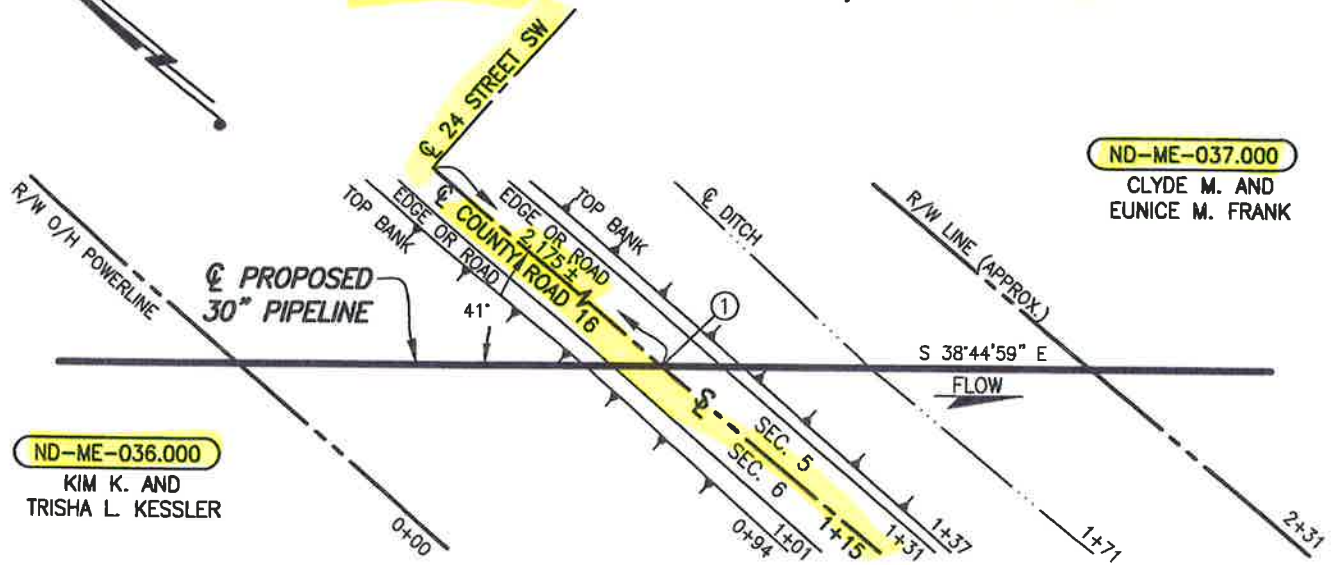 ℄ 24 STREET SW
ND-ME-037.000
CLYDE M. AND
EUNICE M. FRANK
R/W O/H POWERLINE
TOP BANK
EDGE OR ROAD
℄ COUNTY ROAD 16
2,175'±
EDGE OR ROAD
TOP BANK
℄ DITCH
R/W LINE (APPROX.)
℄ PROPOSED
30" PIPELINE
41°
1
S 38°44'59" E
FLOW
SEC. 5
SEC. 6
ND-ME-036.000
KIM K. AND
TRISHA L. KESSLER
0+00
0+94
1+01
1+15
1+31
1+37
1+71
2+31